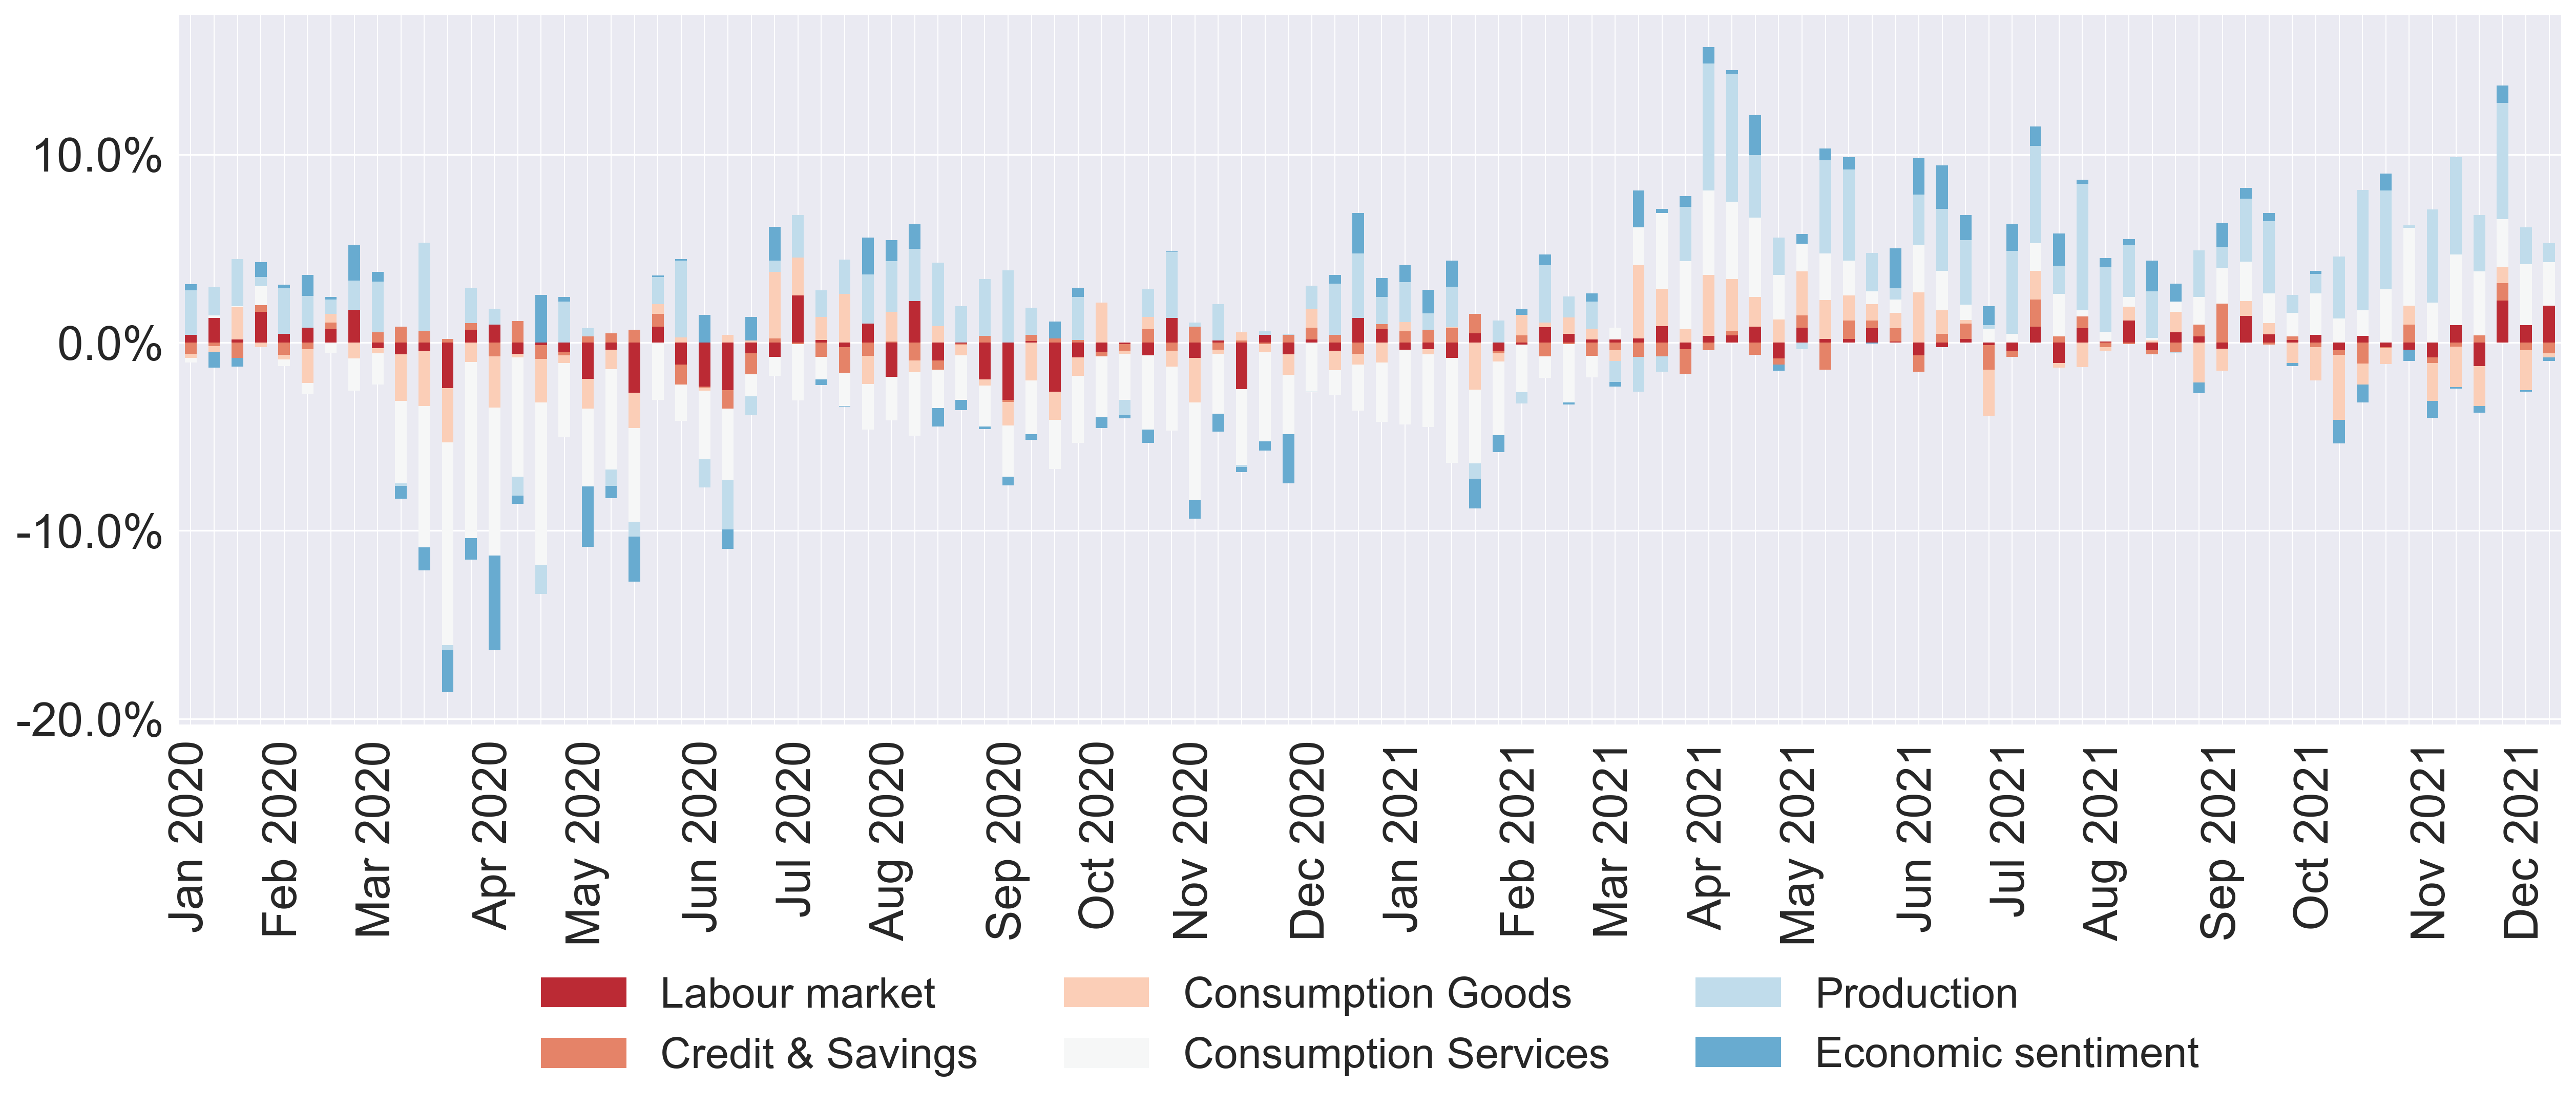 10.0%
0.0%
-10.0%
-20.0%
Jan 2020
Feb 2020
Mar 2020
Apr 2020
May 2020
Jun 2020
Jul 2020
Aug 2020
Sep 2020
Oct 2020
Nov 2020
Dec 2020
Jan 2021
Feb 2021
Mar 2021
Apr 2021
May 2021
Jun 2021
Jul 2021
Aug 2021
Sep 2021
Oct 2021
Nov 2021
Dec 2021
Labour market
Consumption Goods
Production
Credit & Savings
Consumption Services
Economic sentiment